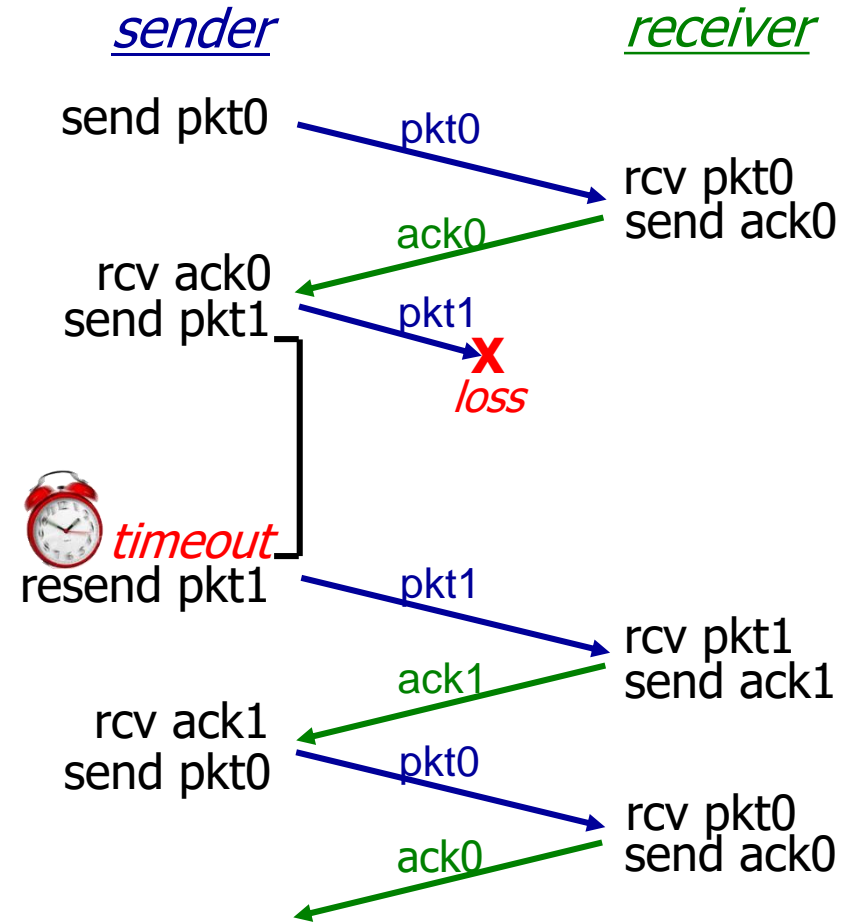 sender
receiver
send pkt0
pkt0
rcv pkt0
send ack0
ack0
rcv ack0
send pkt1
pkt1
X
loss
timeout
resend pkt1
pkt1
rcv pkt1
send ack1
ack1
rcv ack1
send pkt0
pkt0
rcv pkt0
send ack0
ack0